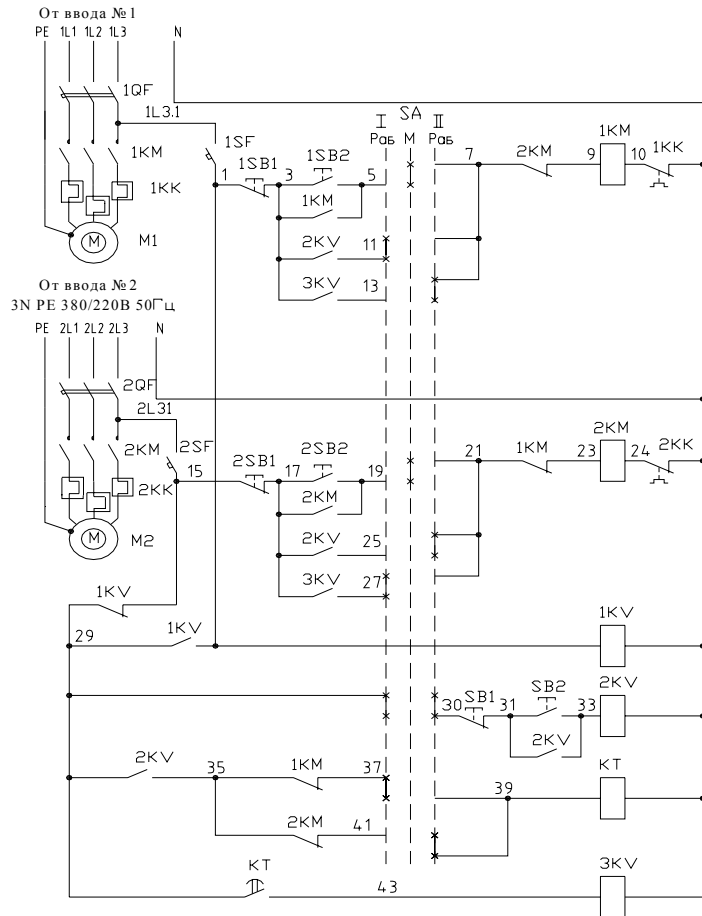 От ввода №1
PE 1L1 1L2 1L3 N
1QF
1L3.1
1SF
1KM
1KK
M M1
I SA II
Раб М Раб
1 1SB1 3 1SB2 5
1KM
2KV 11
3KV 13
7 2KM 9 1KM 10 1KK
От ввода №2
3N PE 380/220В 50Гц
PE 2L1 2L2 2L3 N
2QF
2L31
2SF
2KM
2KK
M M2
15 2SB1 17 2SB2 19
2KM
2KV 25
3KV 27
21 1KM 23 2KM 24 2KK
1KV
29 1KV 1KV
30 SB1 31 SB2 33 2KV
2KV
2KV 35 1KM 37
39 KT
2KM 41
KT 43 3KV